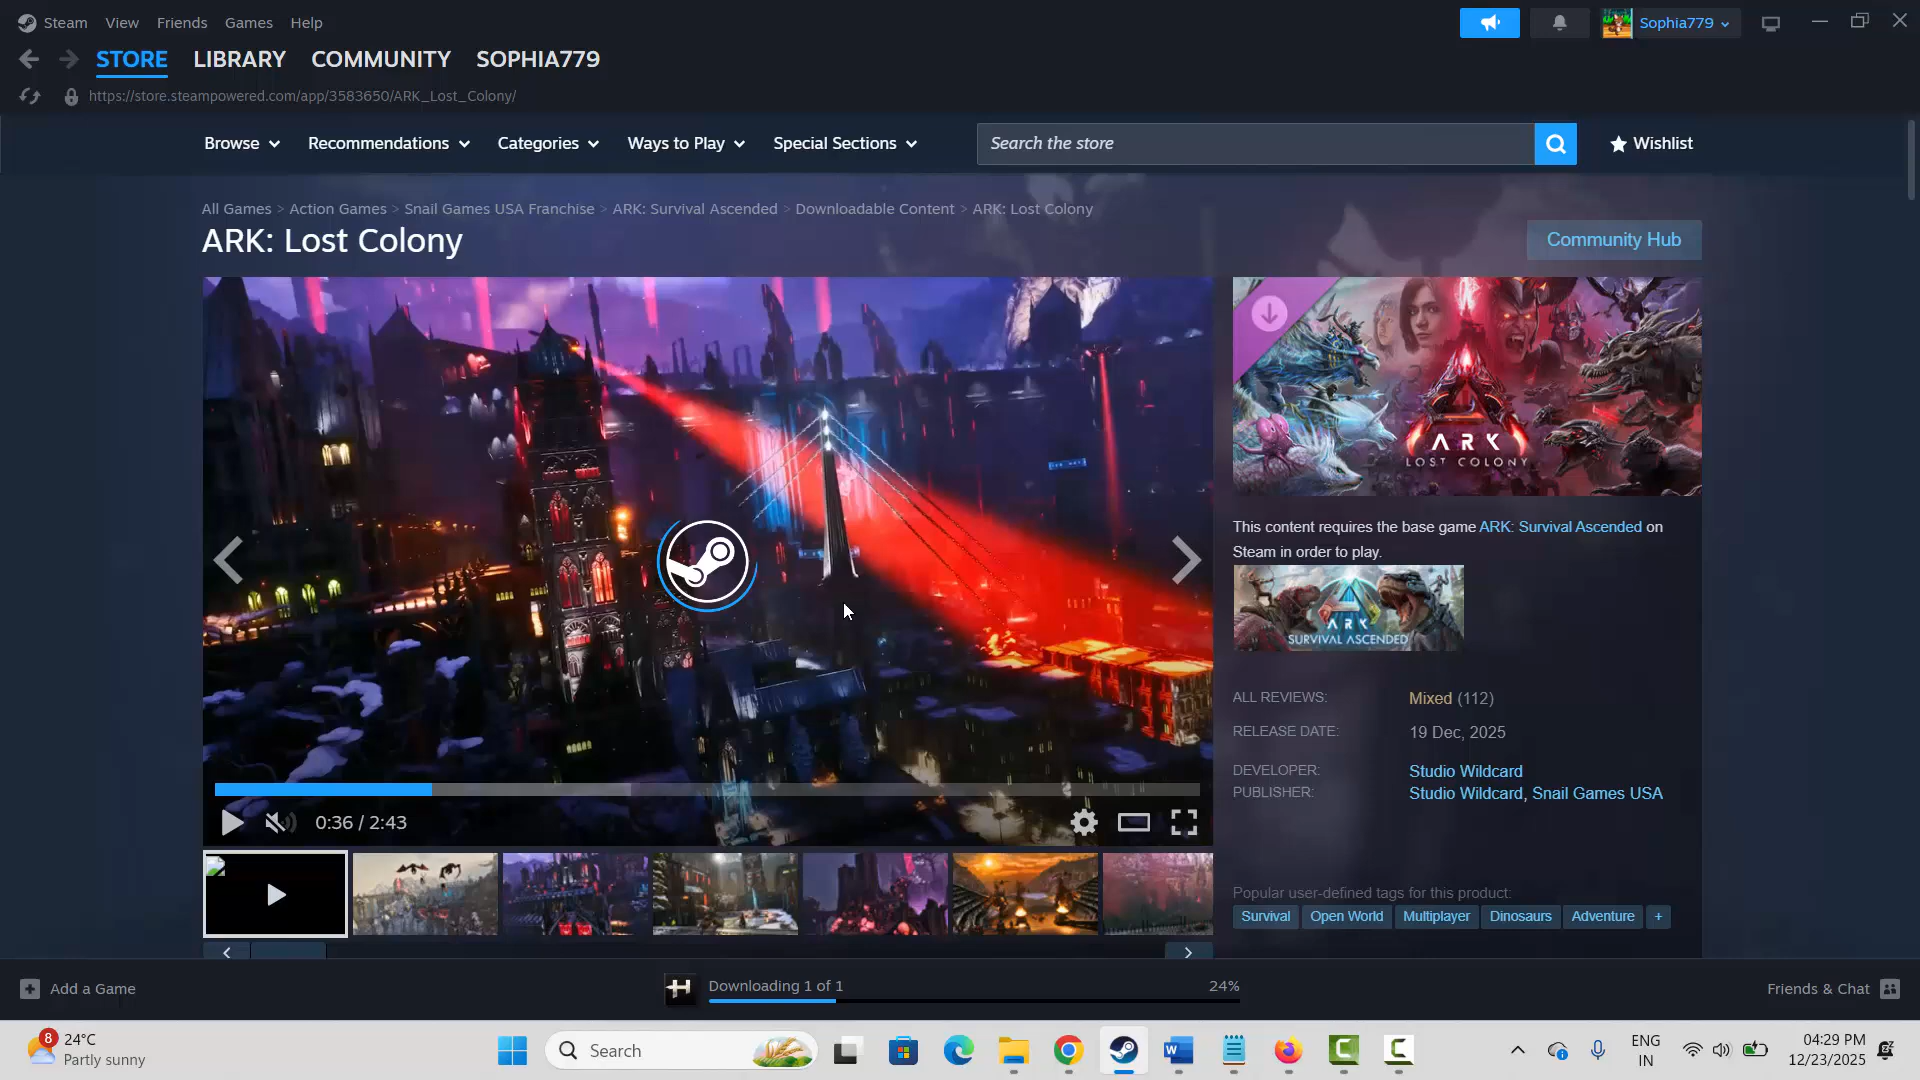 Steam View Friends Games Help
Sophia779
STORE LIBRARY COMMUNITY SOPHIA779
https://store.steampowered.com/app/3583650/ARK_Lost_Colony/
Browse Recommendations Categories Ways to Play Special Sections
Search the store
Wishlist
All Games > Action Games > Snail Games USA Franchise > ARK: Survival Ascended > Downloadable Content > ARK: Lost Colony
ARK: Lost Colony
Community Hub
ARK
LOST COLONY
This content requires the base game ARK: Survival Ascended on
Steam in order to play.
ARK
SURVIVAL ASCENDED
ALL REVIEWS: Mixed (112)
RELEASE DATE: 19 Dec, 2025
DEVELOPER: Studio Wildcard
PUBLISHER: Studio Wildcard, Snail Games USA
0:36 / 2:43
Popular user-defined tags for this product:
Survival Open World Multiplayer Dinosaurs Adventure +
Add a Game
Downloading 1 of 1 24%
Friends & Chat
8
24°C
Partly sunny
Search
ENG
IN
04:29 PM
12/23/2025